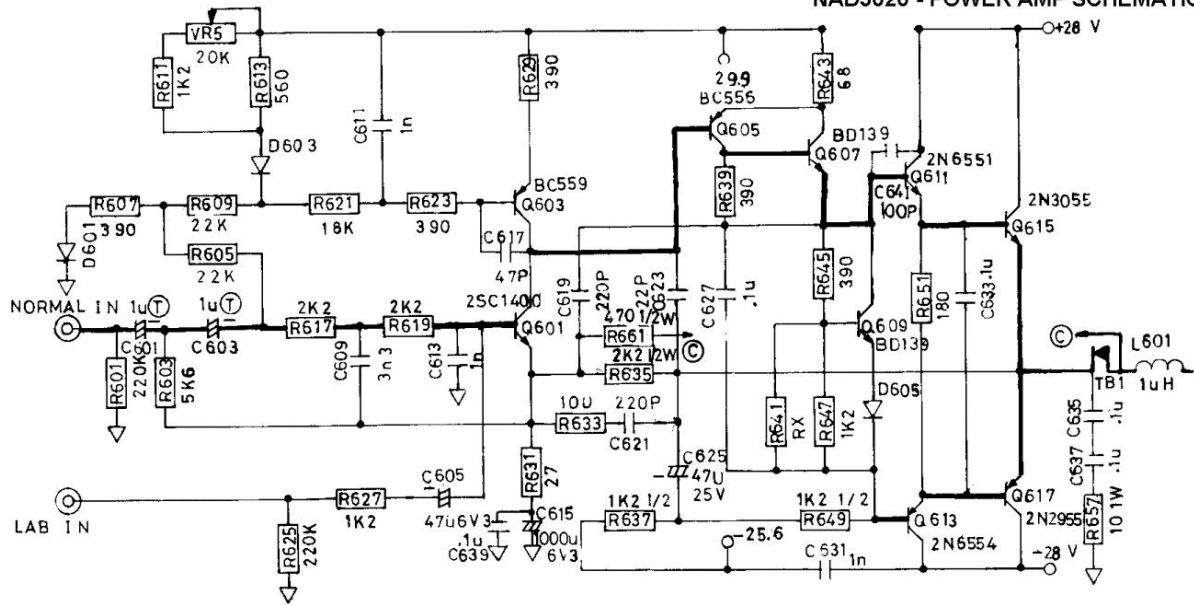 NAD3020 - POWER AMP SCHEMATIC
VR5
20K
R611
1K2
R613
560
D603
C611
1n
R629
390
29.9
R643
68
+28 V
BC556
Q605
BD139
Q607
2N6551
Q611
C641
100P
2N3055
Q615
R607
390
R609
22K
R621
18K
R623
390
BC559
Q603
R639
390
D601
R605
22K
C617
47P
C619
220P
C623
22P
C627
.1u
R645
390
R651
180
C633
.1u
NORMAL IN
1u T
C601
1u T
C603
2K2
R617
2K2
R619
2SC1400
Q601
470 1/2W
R661
C
2K2 1/2W
R635
Q609
BD139
C
L601
1uH
TB1
R601
220K
R603
5K6
C609
3n3
C613
1n
D605
C635
.1u
10U
R633
220P
C621
R641
RX
R647
1K2
C637
.1u
R631
27
C625
47U
25V
LAB IN
R627
1K2
C605
47u6V3
R625
220K
C615
1000u
6V3
.1u
C639
1K2 1/2
R637
1K2 1/2
R649
Q613
2N6554
Q617
2N2955
R657
10 1W
-25.6
C631
1n
-28 V